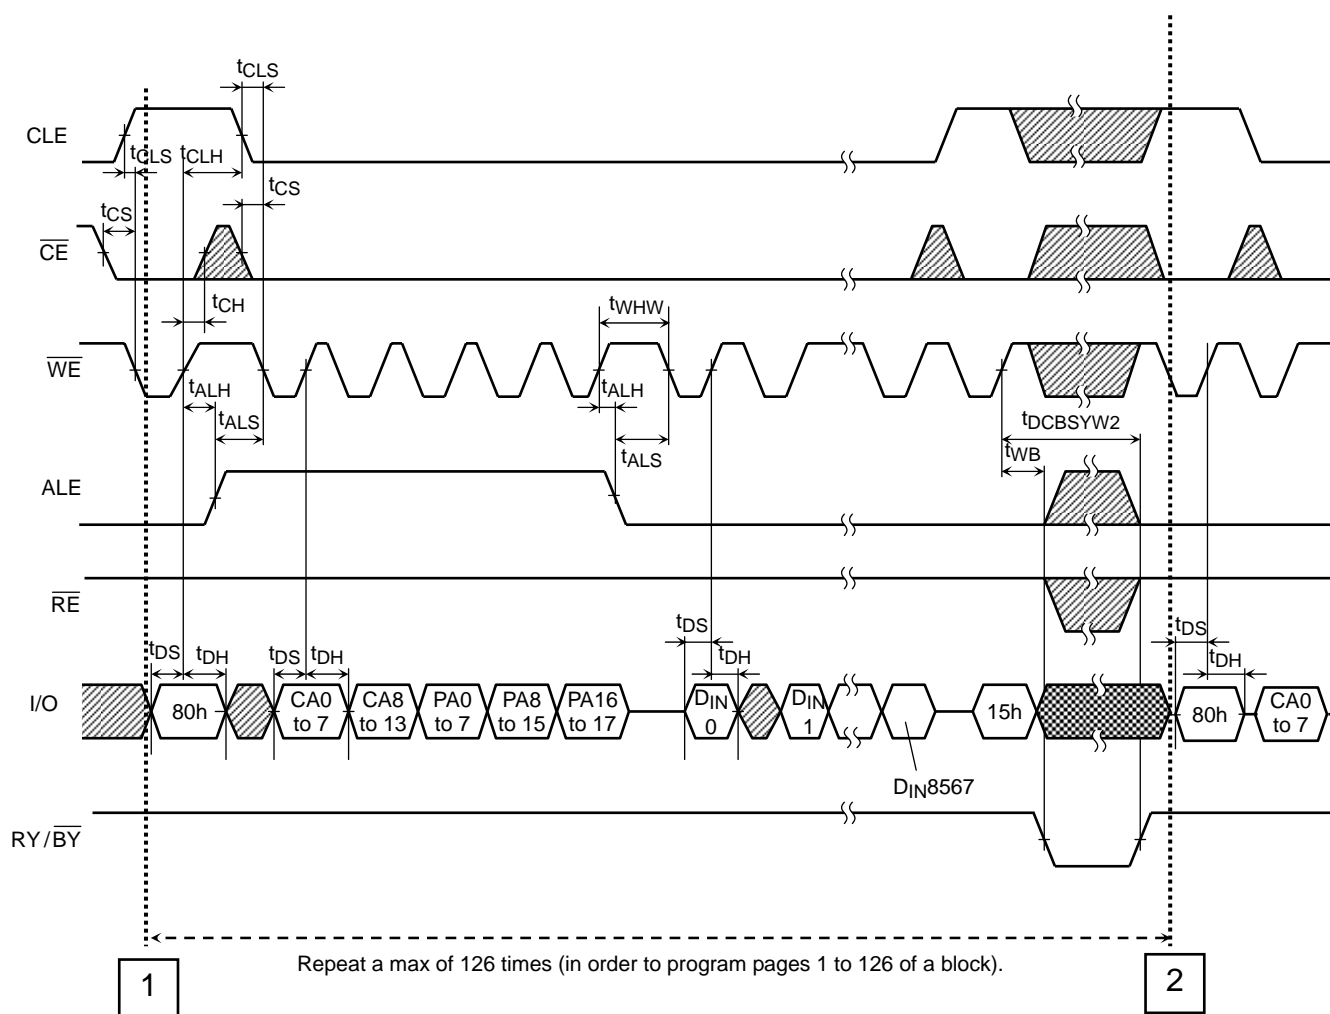 tCLS
CLE
tCLS tCLH
tCS
tCS
CE
tCH
tWHW
WE
tALH
tALH
tALS
tDCBSYW2
tALS
tWB
ALE
RE
tDS
tDS
tDH
tDS
tDH
tDH
tDH
I/O
80h
CA0 to 7
CA8 to 13
PA0 to 7
PA8 to 15
PA16 to 17
DIN 0
DIN 1
15h
80h
CA0 to 7
DIN8567
RY/BY
Repeat a max of 126 times (in order to program pages 1 to 126 of a block).
1
2